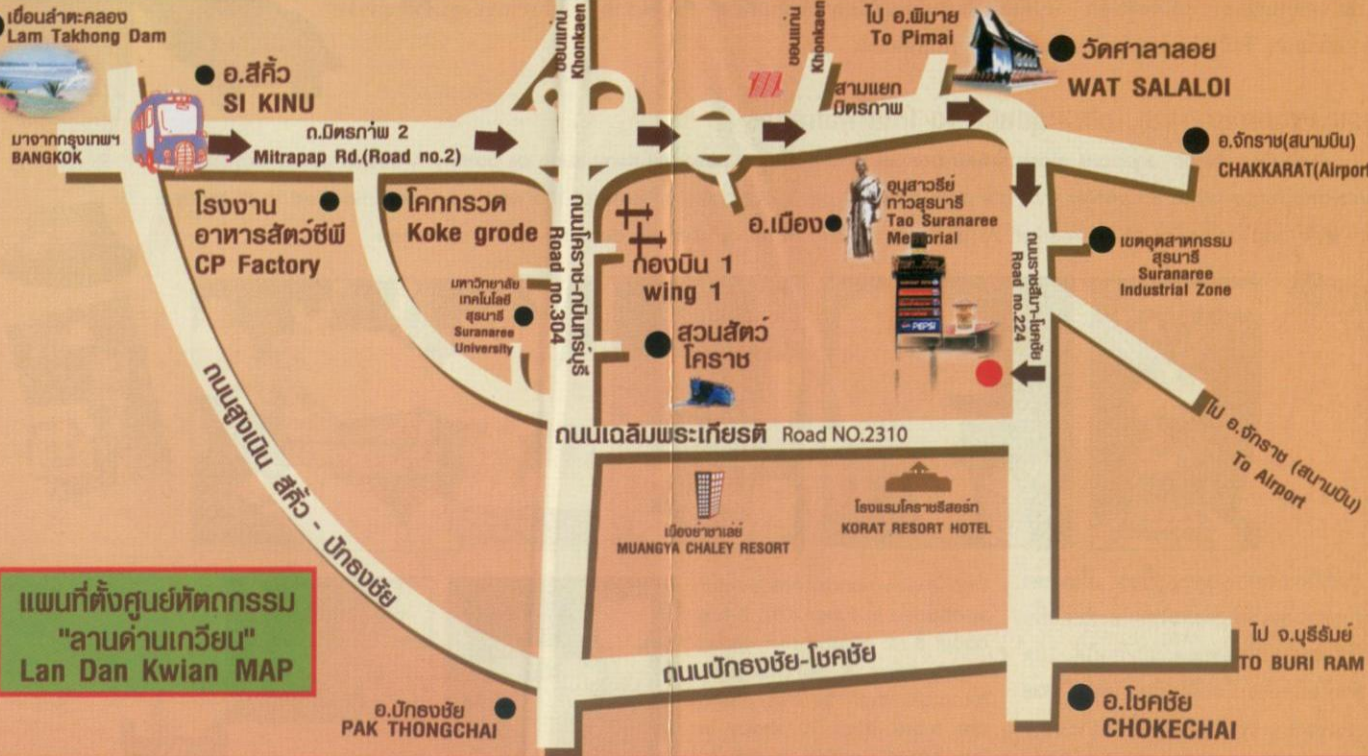 เขื่อนลำตะคลอง
Lam Takhong Dam
อ.สีคิ้ว
SI KINU
มาจากกรุงเทพฯ
BANGKOK
ถ.มิตรภาพ 2
Mitrapap Rd.(Road no.2)
ขอนแก่น
Khonkaen
ขอนแก่น
Khonkaen
ไป อ.พิมาย
To Pimai
สามแยก
มิตรภาพ
วัดศาลาลอย
WAT SALALOI
อ.จักราช(สนามบิน)
CHAKKARAT(Airport
โรงงาน
อาหารสัตว์ซีพี
CP Factory
โคกกรวด
Koke grode
มหาวิทยาลัย
เทคโนโลยี
สุรนารี
Suranaree
University
ถนนโคราช-กบินทรบุรี
Road no.304
กองบิน 1
wing 1
สวนสัตว์
โคราช
อ.เมือง
อนุสาวรีย์
ท้าวสุรนารี
Tao Suranaree
Memorial
PEPSI
ถนนราชสีมา-โชคชัย
Road no.224
เขตอุตสาหกรรม
สุรนารี
Suranaree
Industrial Zone
ไป อ.จักราช (สนามบิน)
To Airport
ถนนสูงเนิน สีคิ้ว - ปักธงชัย
ถนนเฉลิมพระเกียรติ Road NO.2310
เมืองย่าชาเล่ย์
MUANGYA CHALEY RESORT
โรงแรมโคราชรีสอร์ท
KORAT RESORT HOTEL
แผนที่ตั้งศูนย์หัตถกรรม
"ลานด่านเกวียน"
Lan Dan Kwian MAP
ถนนปักธงชัย-โชคชัย
ไป จ.บุรีรัมย์
TO BURI RAM
อ.ปักธงชัย
PAK THONGCHAI
อ.โชคชัย
CHOKECHAI